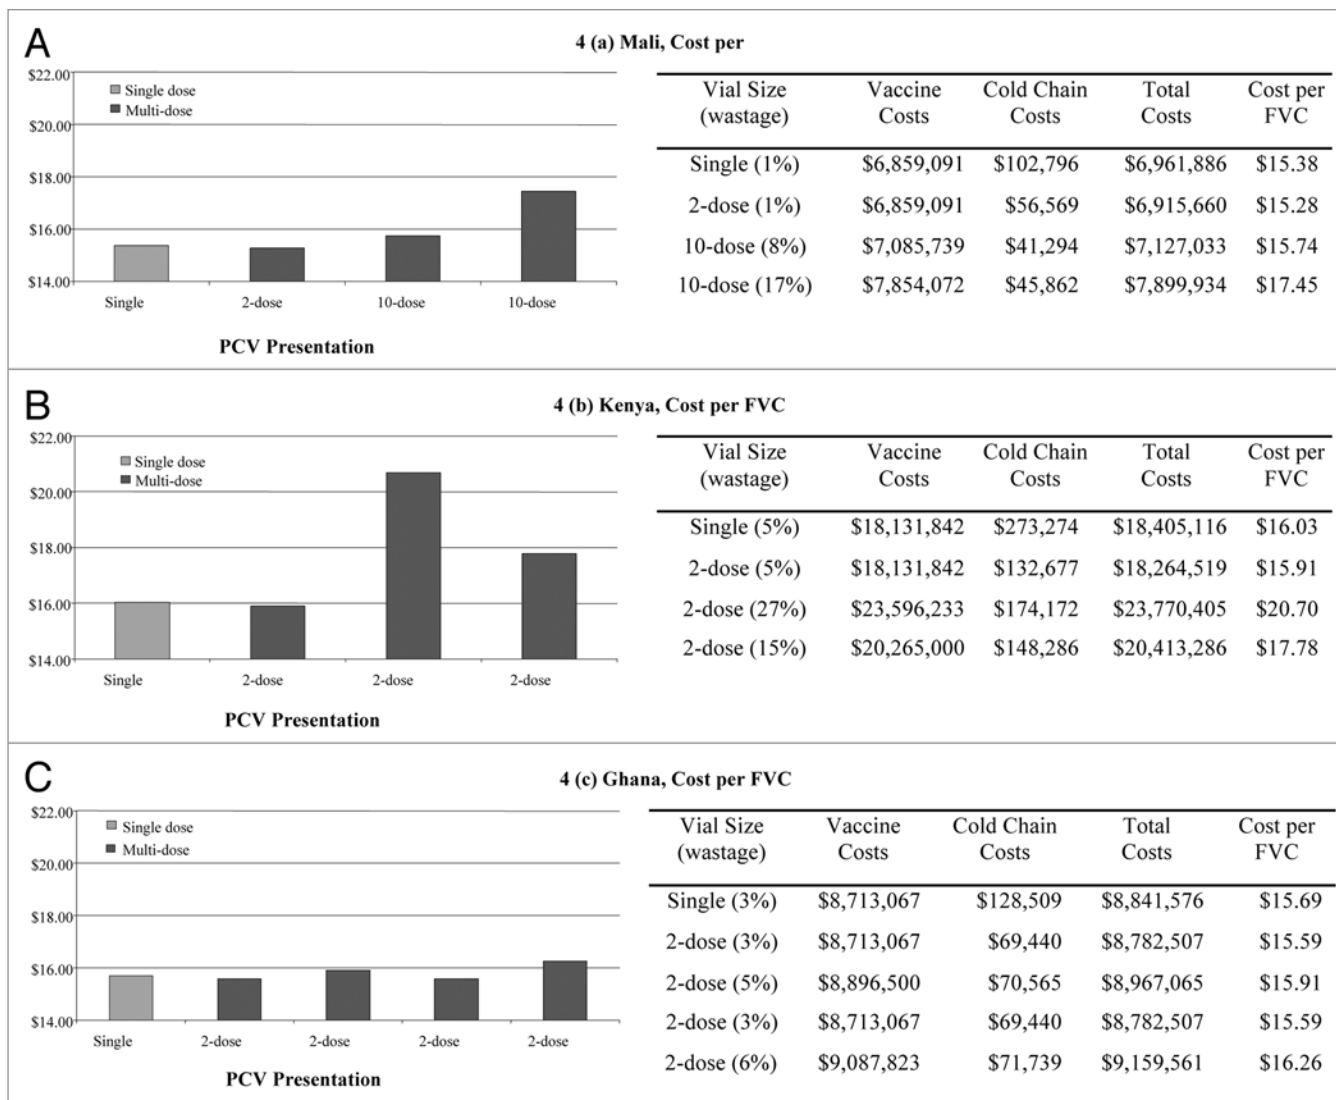 A
4 (a) Mali, Cost per
$22.00
$20.00
$18.00
$16.00
$14.00
Single dose
Multi-dose
Single 2-dose 10-dose 10-dose
PCV Presentation
Vial Size Vaccine Cold Chain Total Cost per
(wastage) Costs Costs Costs FVC
Single (1%) $6,859,091 $102,796 $6,961,886 $15.38
2-dose (1%) $6,859,091 $56,569 $6,915,660 $15.28
10-dose (8%) $7,085,739 $41,294 $7,127,033 $15.74
10-dose (17%) $7,854,072 $45,862 $7,899,934 $17.45
B
4 (b) Kenya, Cost per FVC
$22.00
$20.00
$18.00
$16.00
$14.00
Single dose
Multi-dose
Single 2-dose 2-dose 2-dose
PCV Presentation
Vial Size Vaccine Cold Chain Total Cost per
(wastage) Costs Costs Costs FVC
Single (5%) $18,131,842 $273,274 $18,405,116 $16.03
2-dose (5%) $18,131,842 $132,677 $18,264,519 $15.91
2-dose (27%) $23,596,233 $174,172 $23,770,405 $20.70
2-dose (15%) $20,265,000 $148,286 $20,413,286 $17.78
C
4 (c) Ghana, Cost per FVC
$22.00
$20.00
$18.00
$16.00
$14.00
Single dose
Multi-dose
Single 2-dose 2-dose 2-dose 2-dose
PCV Presentation
Vial Size Vaccine Cold Chain Total Cost per
(wastage) Costs Costs Costs FVC
Single (3%) $8,713,067 $128,509 $8,841,576 $15.69
2-dose (3%) $8,713,067 $69,440 $8,782,507 $15.59
2-dose (5%) $8,896,500 $70,565 $8,967,065 $15.91
2-dose (3%) $8,713,067 $69,440 $8,782,507 $15.59
2-dose (6%) $9,087,823 $71,739 $9,159,561 $16.26